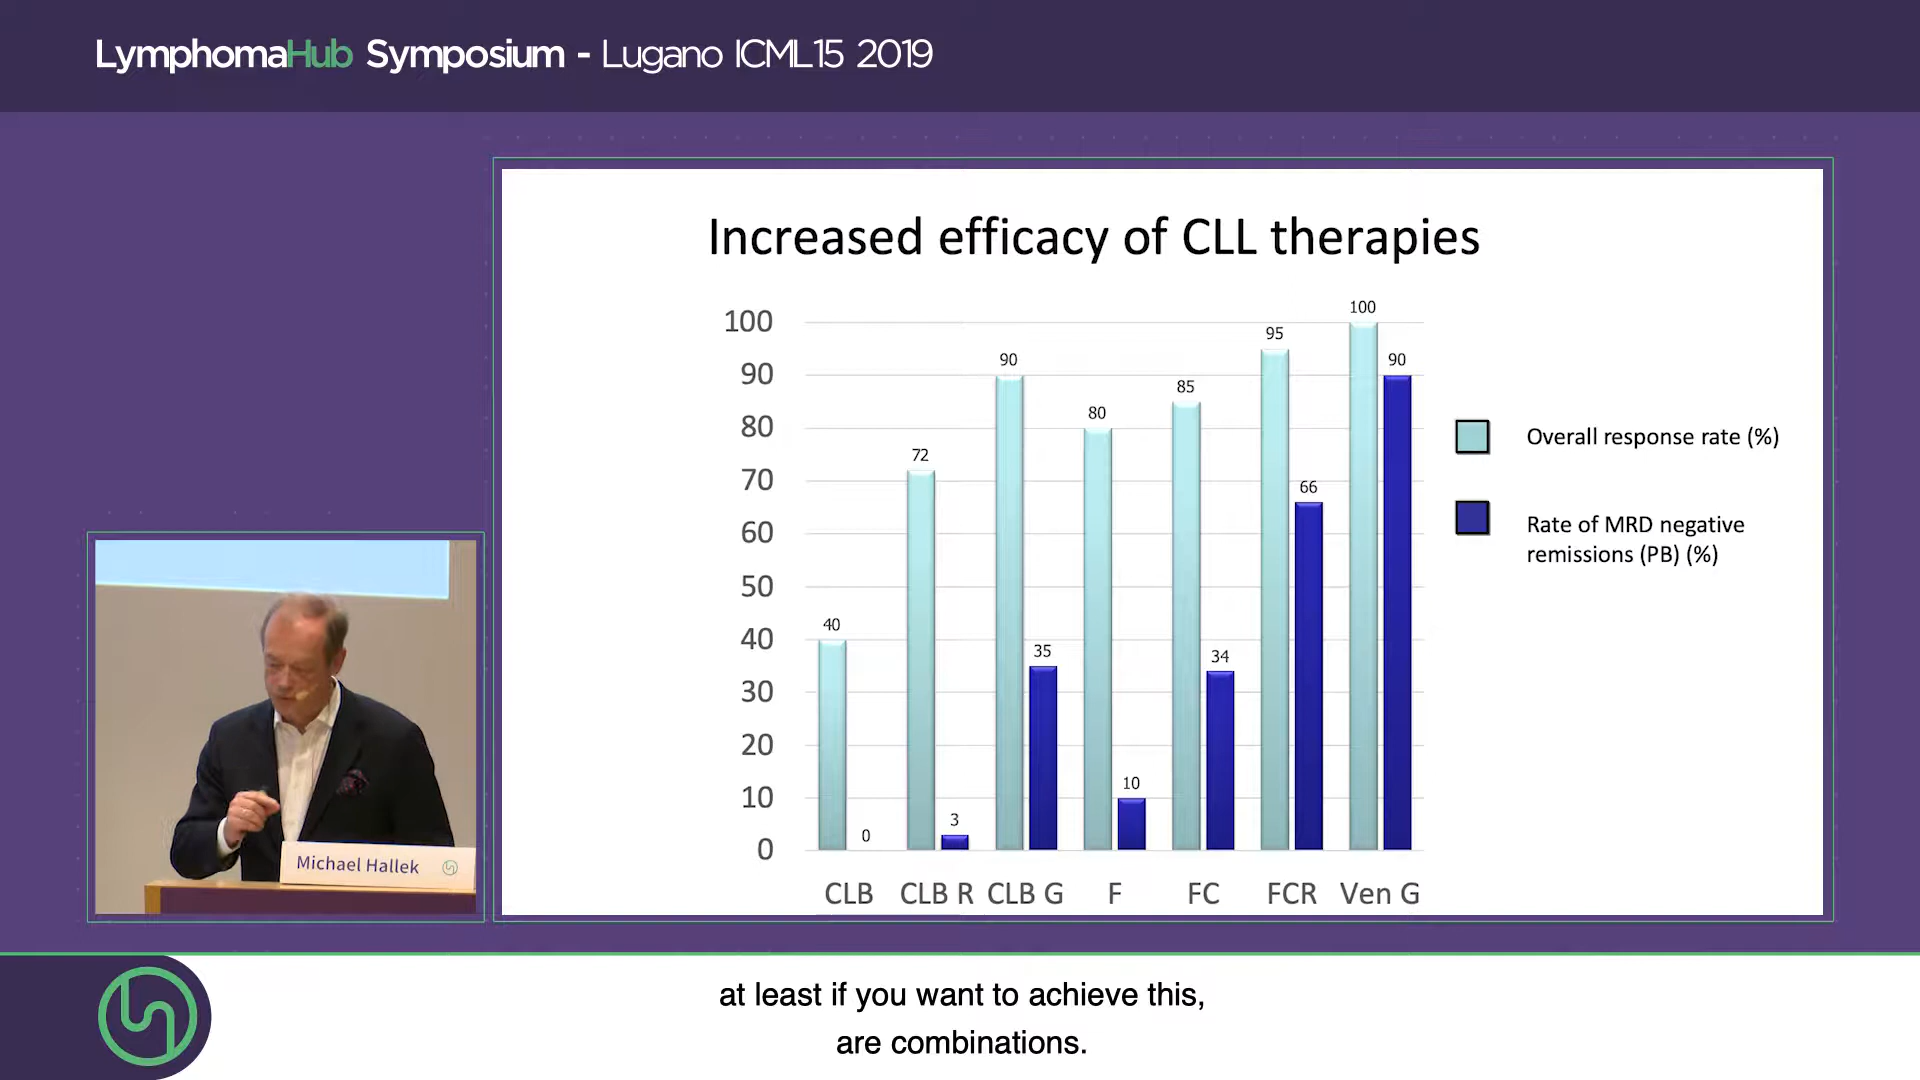 LymphomaHub Symposium - Lugano ICML15 2019
Increased efficacy of CLL therapies
100
90
80
70
60
50
40
30
20
10
0
40
0
72
3
90
35
80
10
85
34
95
66
100
90
CLB
CLB R
CLB G
F
FC
FCR
Ven G
Overall response rate (%)
Rate of MRD negative
remissions (PB) (%)
Michael Hallek
at least if you want to achieve this,
are combinations.